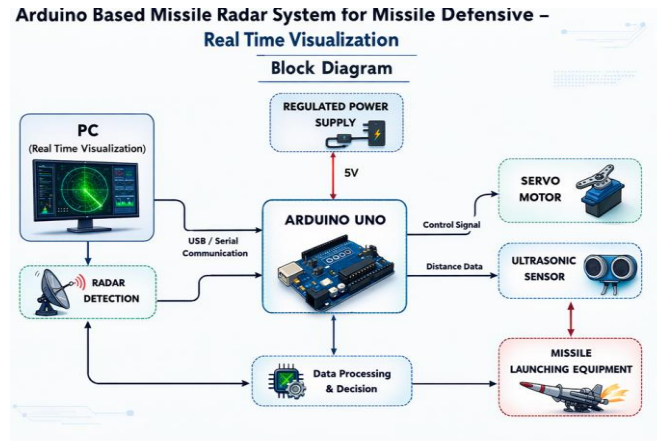 Arduino Based Missile Radar System for Missile Defensive –
Real Time Visualization
Block Diagram
REGULATED POWER
SUPPLY
5V
PC
(Real Time Visualization)
USB / Serial
Communication
RADAR
DETECTION
ARDUINO UNO
Control Signal
Distance Data
SERVO
MOTOR
ULTRASONIC
SENSOR
Data Processing
& Decision
MISSILE
LAUNCHING EQUIPMENT